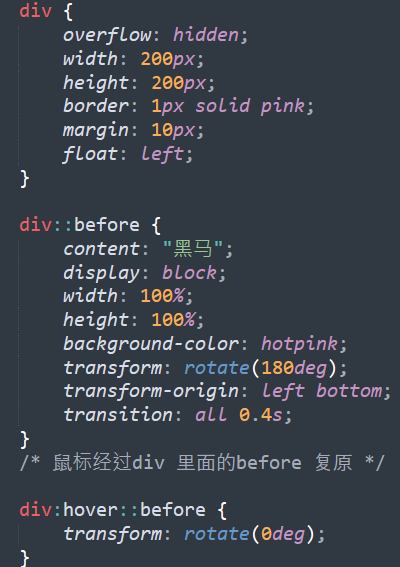 div {
    overflow: hidden;
    width: 200px;
    height: 200px;
    border: 1px solid pink;
    margin: 10px;
    float: left;
}

div::before {
    content: "黑马";
    display: block;
    width: 100%;
    height: 100%;
    background-color: hotpink;
    transform: rotate(180deg);
    transform-origin: left bottom;
    transition: all 0.4s;
}
/* 鼠标经过div 里面的before 复原 */

div:hover::before {
    transform: rotate(0deg);
}